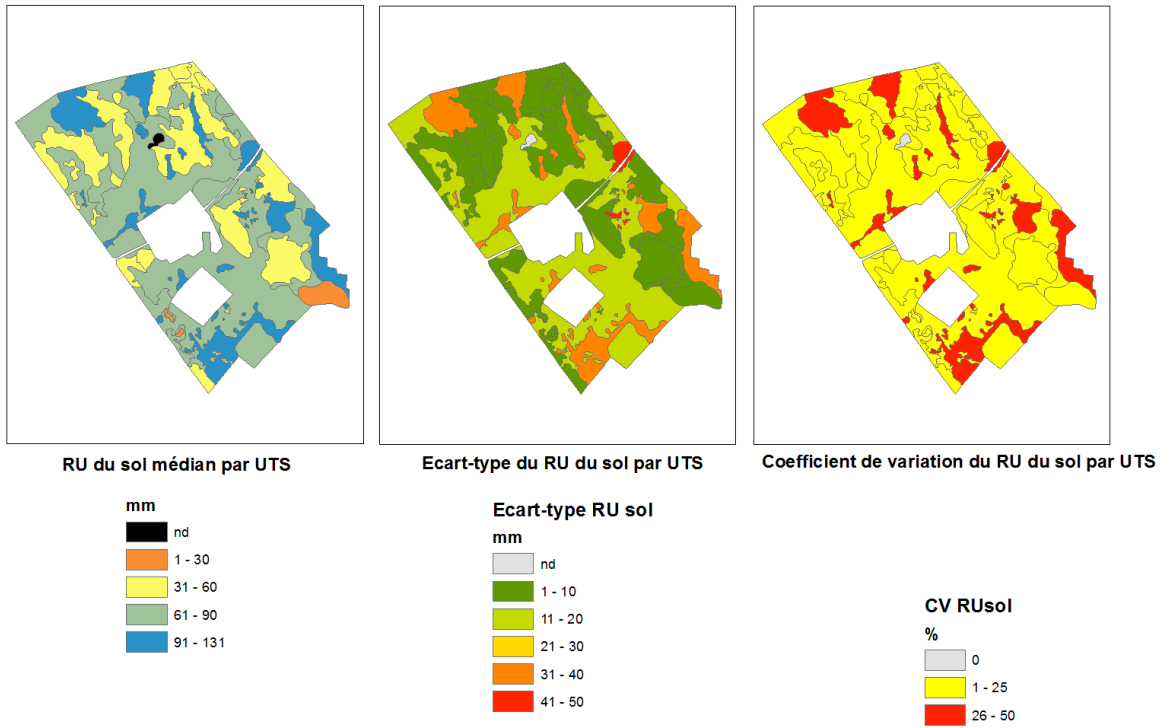 RU du sol médian par UTS
mm
nd
1 - 30
31 - 60
61 - 90
91 - 131
Ecart-type du RU du sol par UTS
Ecart-type RU sol
mm
nd
1 - 10
11 - 20
21 - 30
31 - 40
41 - 50
Coefficient de variation du RU du sol par UTS
CV RUsol
%
0
1 - 25
26 - 50